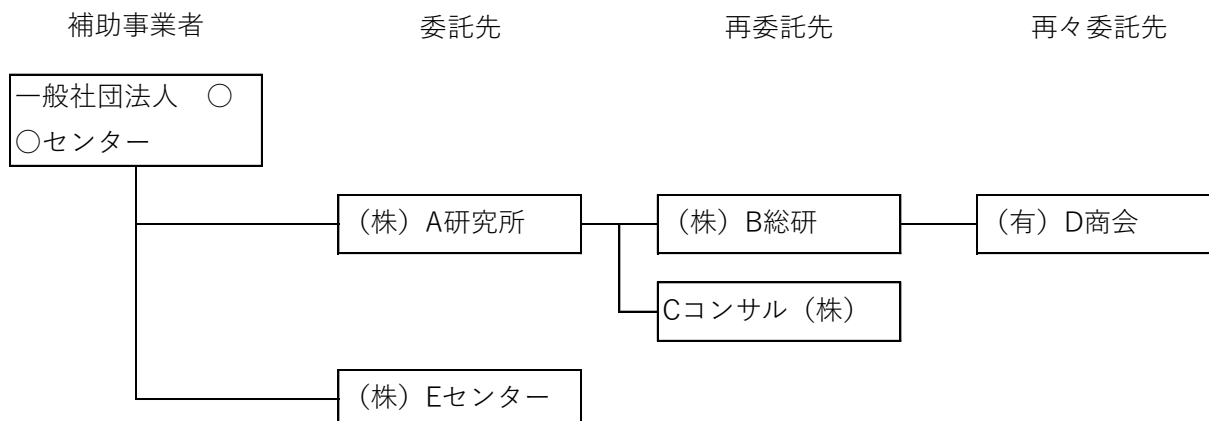 補助事業者 委託先 再委託先 再々委託先
一般社団法人　○
○センター
（株）A研究所 （株）B総研 （有）D商会
Cコンサル（株）
（株）Eセンター